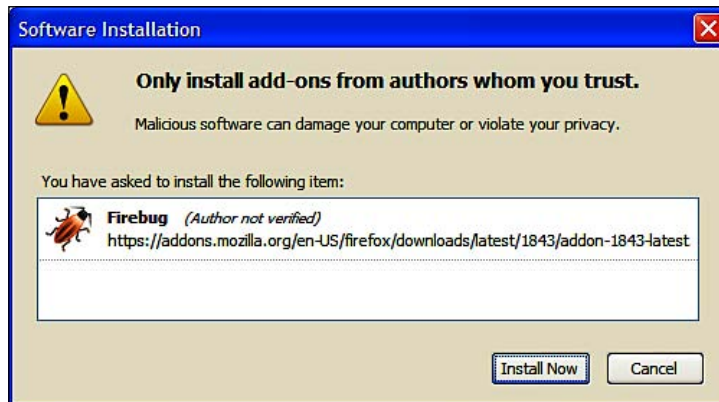 Software Installation
Only install add-ons from authors whom you trust.
Malicious software can damage your computer or violate your privacy.
You have asked to install the following item:
Firebug (Author not verified)
https://addons.mozilla.org/en-US/firefox/downloads/latest/1843/addon-1843-latest
Install Now Cancel